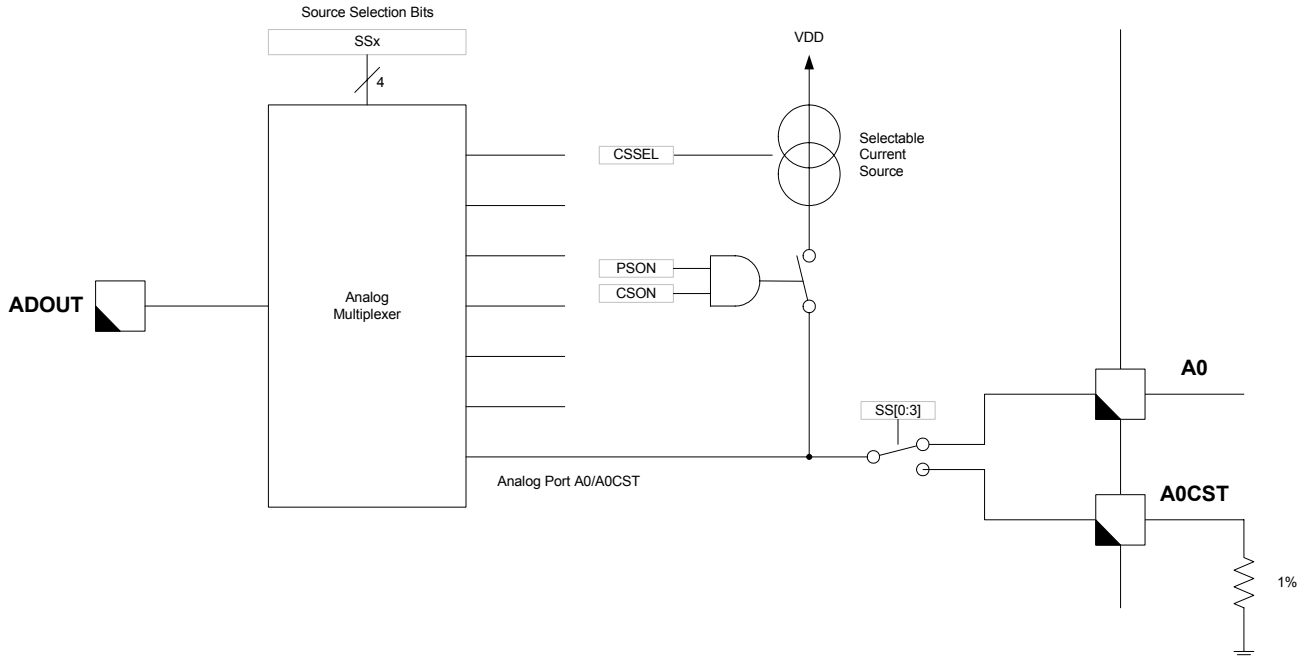 Source Selection Bits
SSx
4
VDD
CSSEL
Selectable
Current
Source
PSON
CSON
ADOUT
Analog
Multiplexer
A0
SS[0:3]
Analog Port A0/A0CST
A0CST
1%